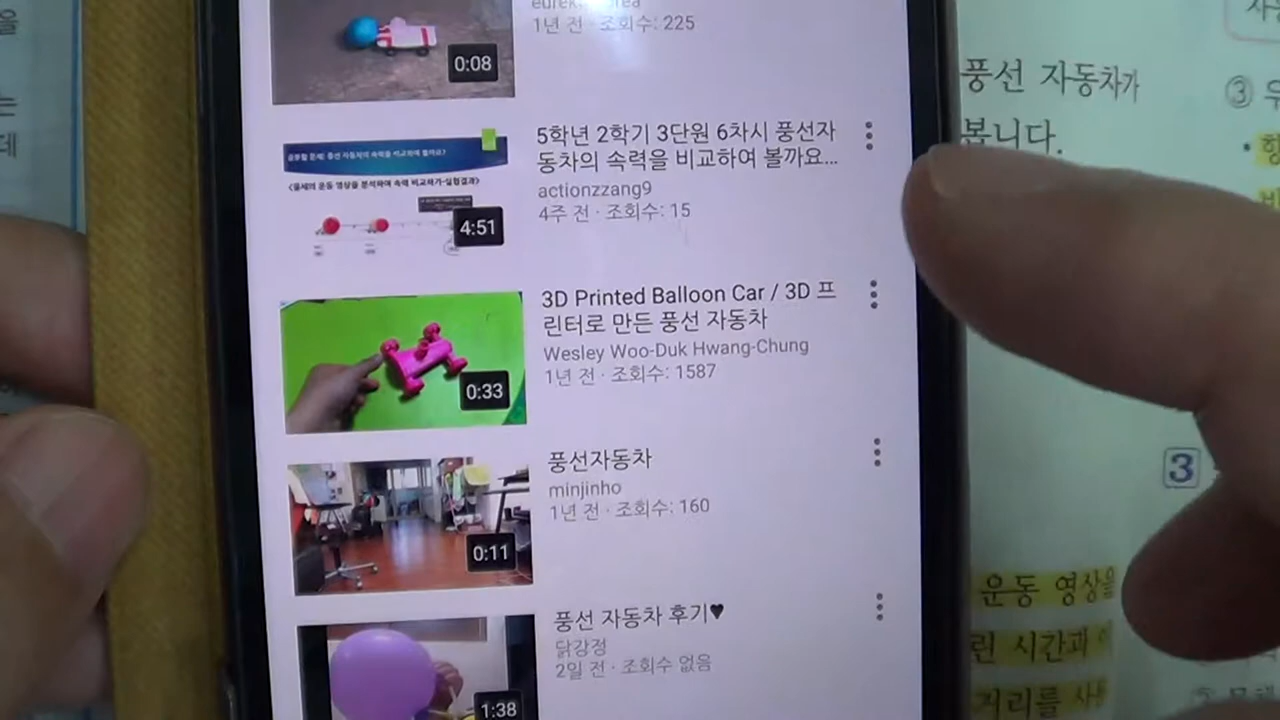 을
는
데
1년 전 · 조회수: 225
0:08
5학년 2학기 3단원 6차시 풍선자
동차의 속력을 비교하여 볼까요...
actionzzang9
4주 전 · 조회수: 15
4:51
3D Printed Balloon Car / 3D 프
린터로 만든 풍선 자동차
Wesley Woo-Duk Hwang-Chung
1년 전 · 조회수: 1587
0:33
풍선자동차
minjinho
1년 전 · 조회수: 160
0:11
풍선 자동차 후기♥
닭강정
2일 전 · 조회수 없음
1:38
풍선 자동차가
봅니다.
③
3
운동 영상을
린 시간과
거리를